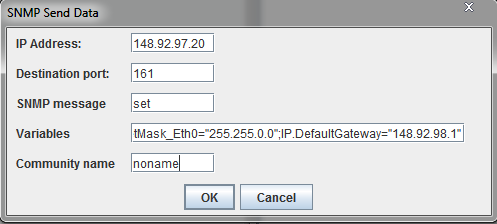 SNMP Send Data
IP Address: 148.92.97.20
Destination port: 161
SNMP message set
Variables tMask_Eth0="255.255.0.0";IP.DefaultGateway="148.92.98.1"
Community name noname
OK Cancel